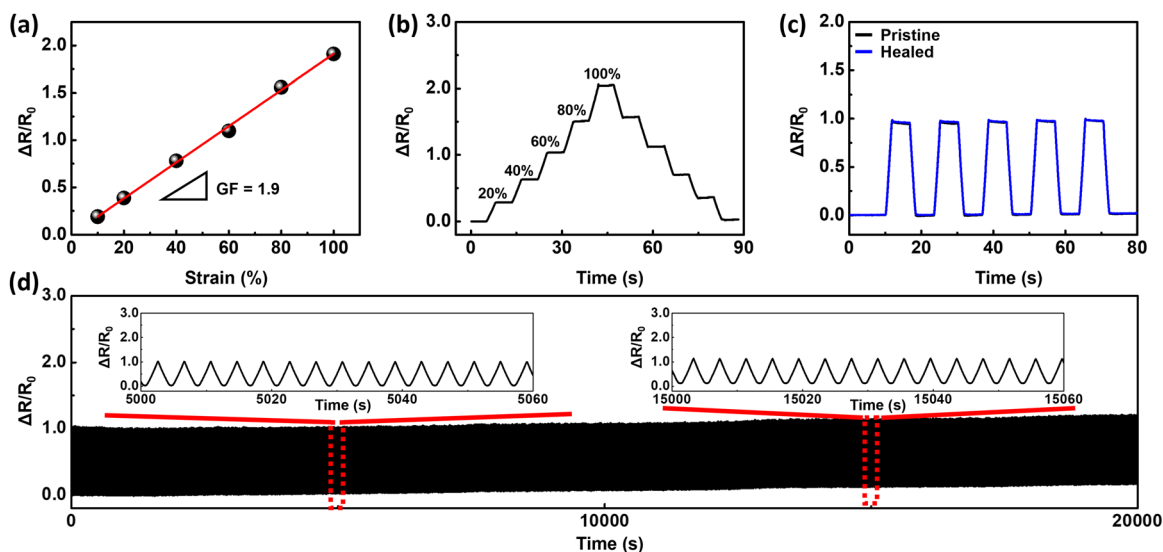 (a)
2.0
1.5
1.0
0.5
0.0
ΔR/R0
GF = 1.9
0 20 40 60 80 100
Strain (%)
(b)
3.0
2.0
1.0
0.0
ΔR/R0
20%
40%
60%
80%
100%
0 30 60 90
Time (s)
(c)
2.0
1.5
1.0
0.5
0.0
ΔR/R0
Pristine
Healed
0 20 40 60 80
Time (s)
(d)
3.0
2.0
1.0
0.0
ΔR/R0
3.0
2.0
1.0
0.0
ΔR/R0
5000 5020 5040 5060
Time (s)
3.0
2.0
1.0
0.0
ΔR/R0
15000 15020 15040 15060
Time (s)
0 10000 20000
Time (s)